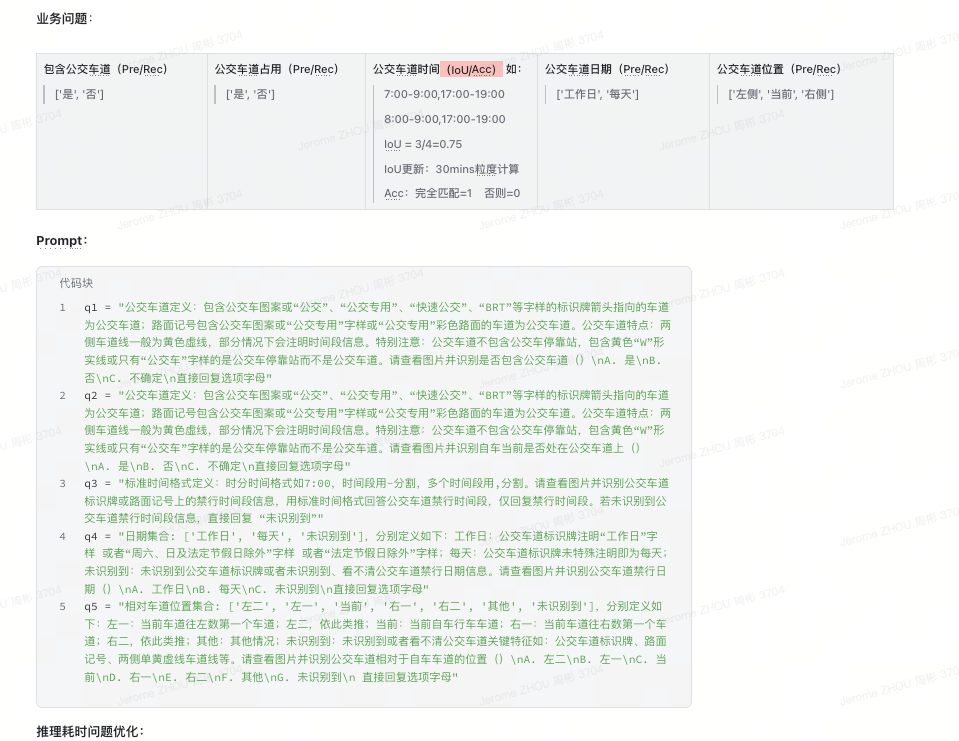 业务问题：
包含公交车道（Pre/Rec）
['是', '否']
公交车道占用（Pre/Rec）
['是', '否']
公交车道时间（IoU/Acc）如：
7:00-9:00,17:00-19:00
8:00-9:00,17:00-19:00
IoU = 3/4=0.75
IoU更新：30mins粒度计算
Acc：完全匹配=1 否则=0
公交车道日期（Pre/Rec）
['工作日', '每天']
公交车道位置（Pre/Rec）
['左侧', '当前', '右侧']
Prompt：
代码块
1 q1 = "公交车道定义：包含公交车图案或“公交”、“公交专用”、“快速公交”、“BRT”等字样的标识牌箭头指向的车道
为公交车道；路面记号包含公交车图案或“公交专用”字样或“公交专用”彩色路面的车道为公交车道。公交车道特点：两
侧车道线一般为黄色虚线，部分情况下会注明时间段信息。特别注意：公交车道不包含公交车停靠站，包含黄色“W”形
实线或只有“公交车”字样的是公交车停靠站而不是公交车道。请查看图片并识别是否包含公交车道（）\nA. 是\nB.
否\nC. 不确定\n直接回复选项字母"
2 q2 = "公交车道定义：包含公交车图案或“公交”、“公交专用”、“快速公交”、“BRT”等字样的标识牌箭头指向的车道
为公交车道；路面记号包含公交车图案或“公交专用”字样或“公交专用”彩色路面的车道为公交车道。公交车道特点：两
侧车道线一般为黄色虚线，部分情况下会注明时间段信息。特别注意：公交车道不包含公交车停靠站，包含黄色“W”形
实线或只有“公交车”字样的是公交车停靠站而不是公交车道。请查看图片并识别自车当前是否处在公交车道上（）
\nA. 是\nB. 否\nC. 不确定\n直接回复选项字母"
3 q3 = "标准时间格式定义：时分时间格式如7:00，时间段用-分割，多个时间段用,分割。请查看图片并识别公交车道
标识牌或路面记号上的禁行时间段信息，用标准时间格式回答公交车道禁行时间段，仅回复禁行时间段。若未识别到公
交车道禁行时间段信息，直接回复 “未识别到”"
4 q4 = "日期集合: ['工作日', '每天', '未识别到']，分别定义如下：工作日：公交车道标识牌注明“工作日”字
样 或者“周六、日及法定节假日除外”字样 或者“法定节假日除外”字样；每天：公交车道标识牌未特殊注明即为每天；
未识别到：未识别到公交车道标识牌或者未识别到、看不清公交车道禁行日期信息。请查看图片并识别公交车道禁行日
期（）\nA. 工作日\nB. 每天\nC. 未识别到\n直接回复选项字母"
5 q5 = "相对车道位置集合: ['左二', '左一', '当前', '右一', '右二', '其他', '未识别到']，分别定义如
下：左一：当前车道往左数第一个车道；左二，依此类推；当前：当前自车行车车道；右一：当前车道往右数第一个车
道；右二，依此类推；其他：其他情况；未识别到：未识别到或者看不清公交车道关键特征如：公交车道标识牌、路面
记号、两侧单黄虚线车道线等。请查看图片并识别公交车道相对于自车车道的位置（）\nA. 左二\nB. 左一\nC. 当
前\nD. 右一\nE. 右二\nF. 其他\nG. 未识别到\n 直接回复选项字母"
推理耗时问题优化：
Jerome ZHOU 周彬 3704